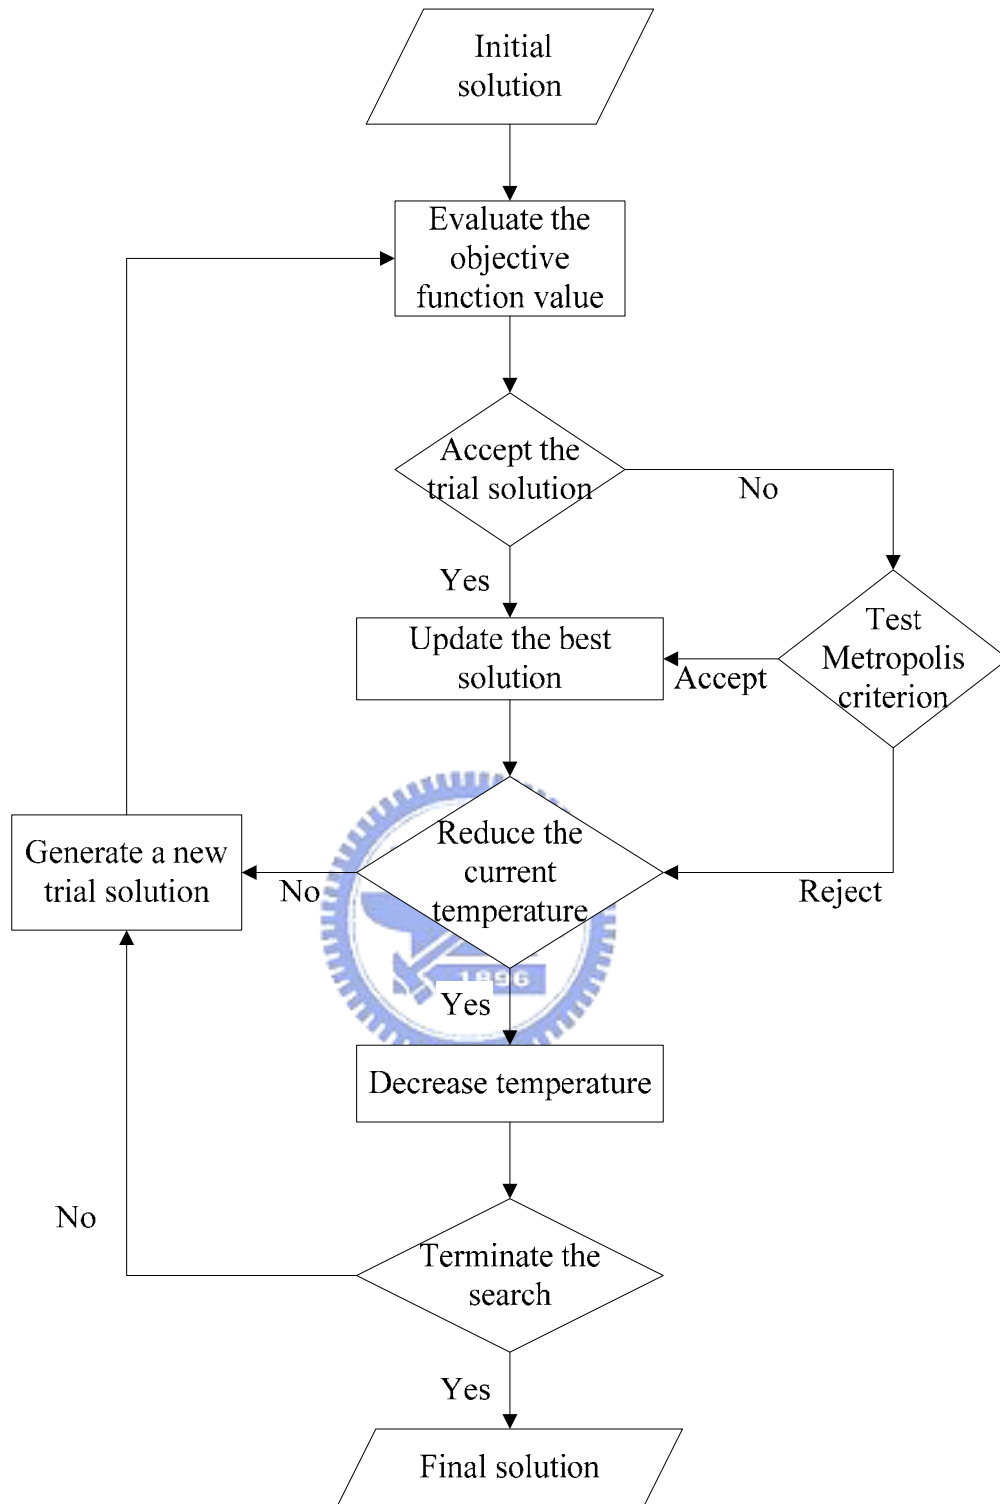 Initial
solution
Evaluate the
objective
function value
Accept the
trial solution
No
Yes
Update the best
solution
Accept
Test
Metropolis
criterion
Reduce the
current
temperature
Reject
No
Generate a new
trial solution
1896
Yes
Decrease temperature
No
Terminate the
search
Yes
Final solution